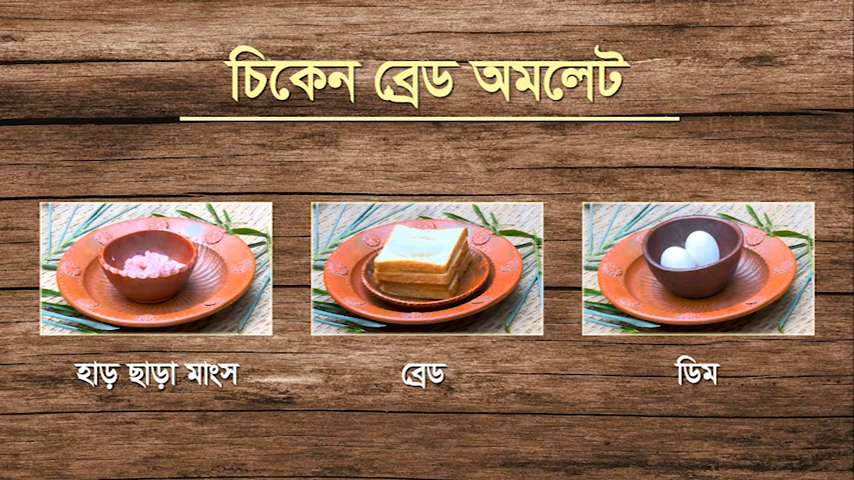 চিকেন ব্রেড অমলেট
হাড় ছাড়া মাংস
ব্রেড
ডিম